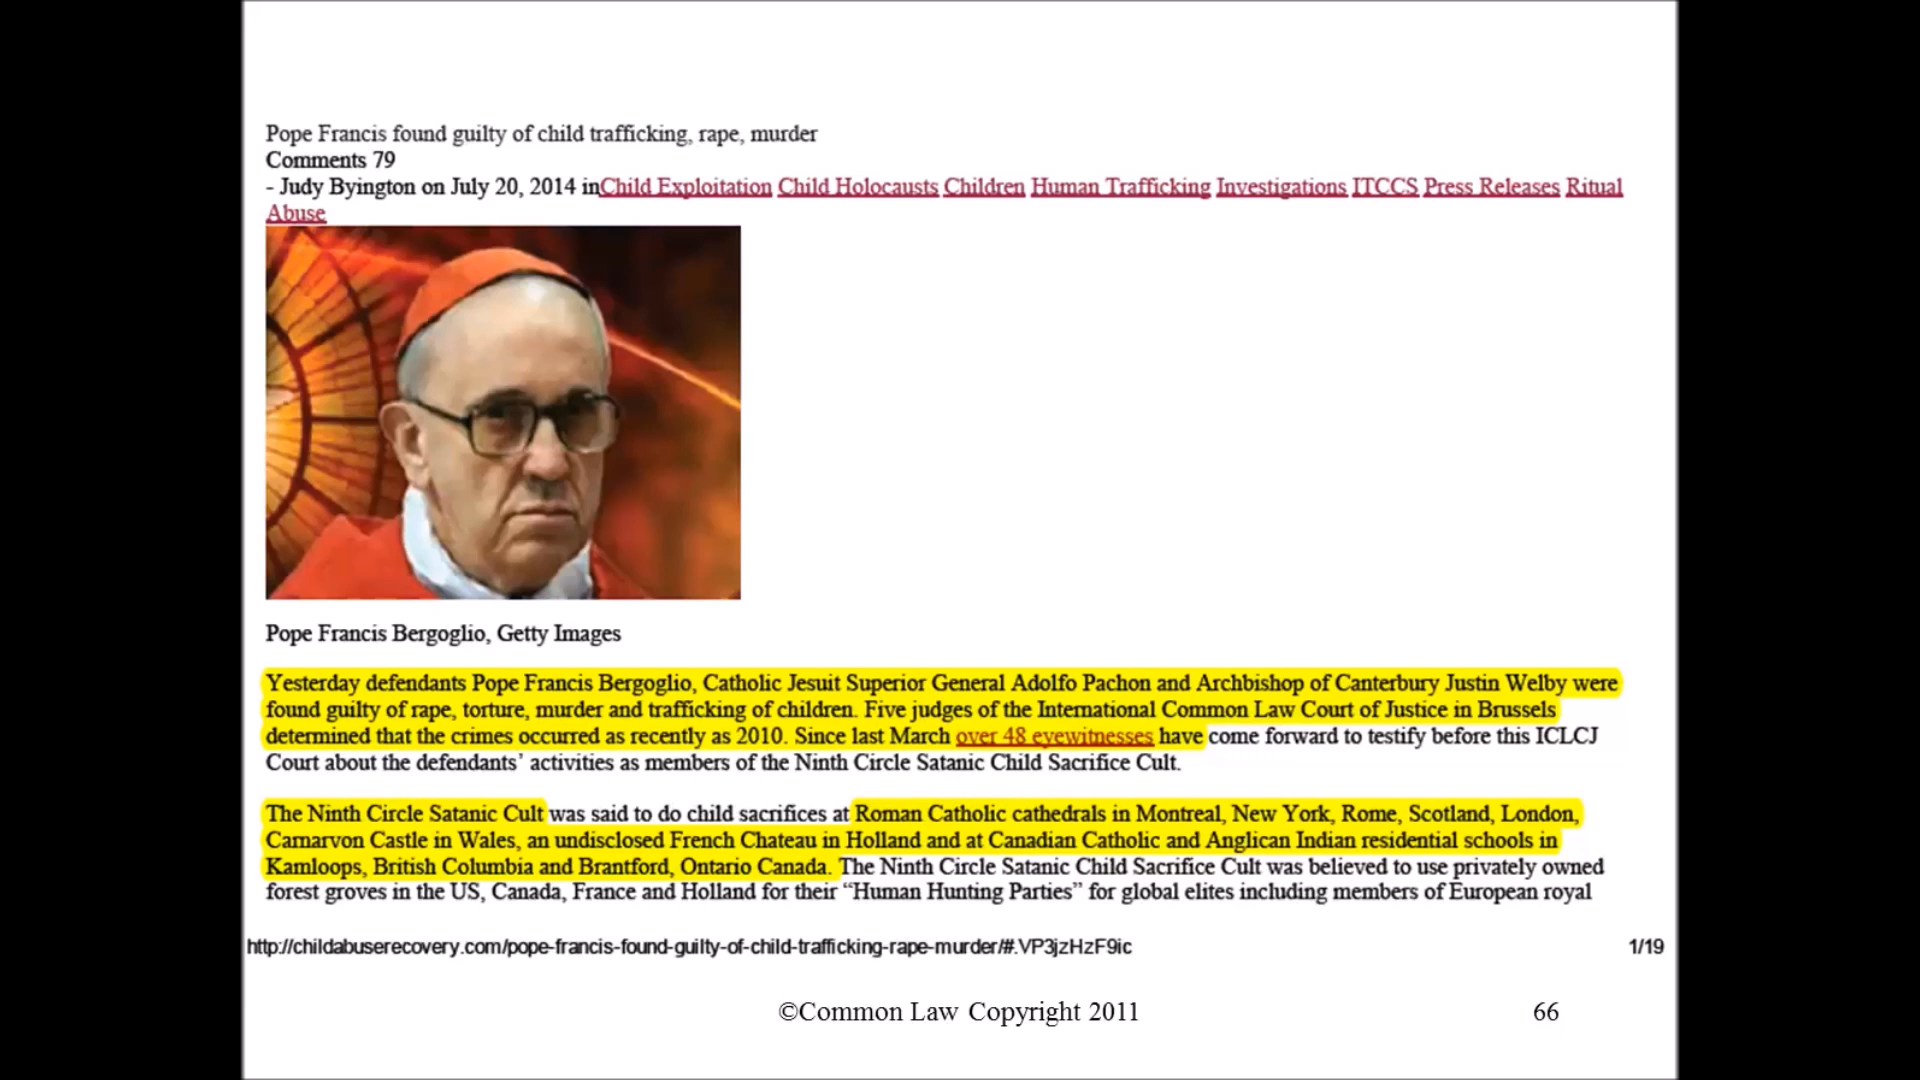 Pope Francis found guilty of child trafficking, rape, murder
Comments 79
- Judy Byington on July 20, 2014 inChild Exploitation Child Holocausts Children Human Trafficking Investigations ITCCS Press Releases Ritual
Abuse
Pope Francis Bergoglio, Getty Images
Yesterday defendants Pope Francis Bergoglio, Catholic Jesuit Superior General Adolfo Pachon and Archbishop of Canterbury Justin Welby were
found guilty of rape, torture, murder and trafficking of children. Five judges of the International Common Law Court of Justice in Brussels
determined that the crimes occurred as recently as 2010. Since last March over 48 eyewitnesses have come forward to testify before this ICLCJ
Court about the defendants’ activities as members of the Ninth Circle Satanic Child Sacrifice Cult.
The Ninth Circle Satanic Cult was said to do child sacrifices at Roman Catholic cathedrals in Montreal, New York, Rome, Scotland, London,
Carnarvon Castle in Wales, an undisclosed French Chateau in Holland and at Canadian Catholic and Anglican Indian residential schools in
Kamloops, British Columbia and Brantford, Ontario Canada. The Ninth Circle Satanic Child Sacrifice Cult was believed to use privately owned
forest groves in the US, Canada, France and Holland for their “Human Hunting Parties” for global elites including members of European royal
http://childabuserecovery.com/pope-francis-found-guilty-of-child-trafficking-rape-murder/#.VP3jzHzF9ic 1/19
©Common Law Copyright 2011 66